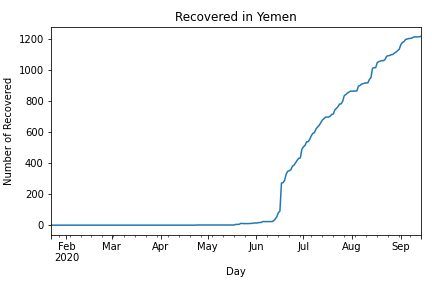 Recovered in Yemen
Number of Recovered
1200
1000
800
600
400
200
0
Feb Mar Apr May Jun Jul Aug Sep
2020
Day